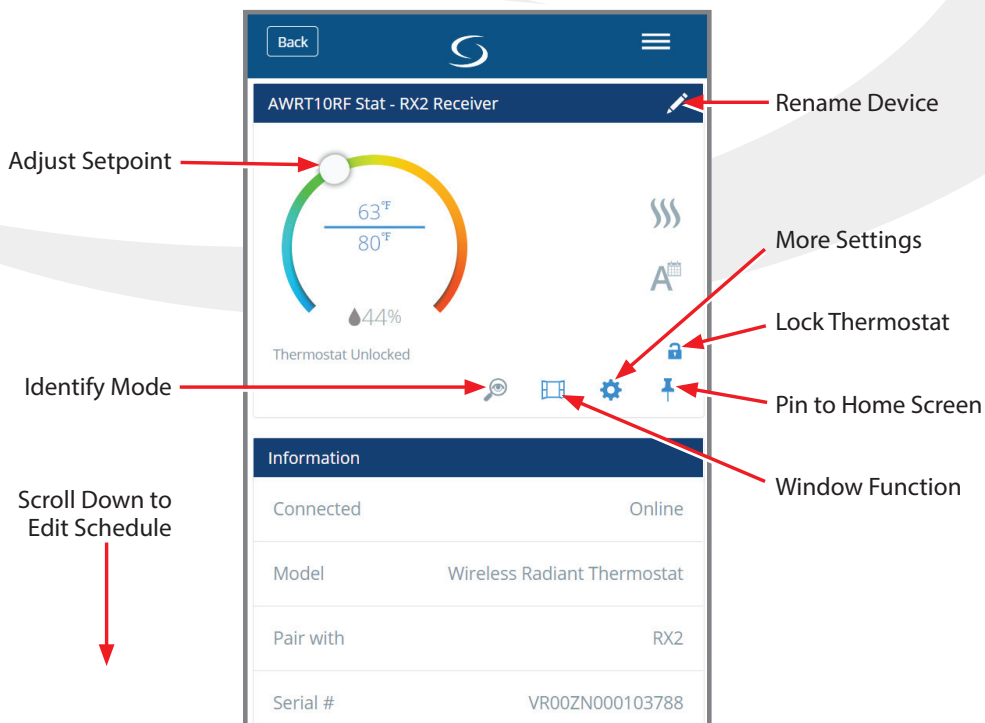 Back
AWRT10RF Stat - RX2 Receiver
Rename Device
Adjust Setpoint
63°F
80°F
More Settings
A
44%
Lock Thermostat
Thermostat Unlocked
Identify Mode
Pin to Home Screen
Information
Window Function
Scroll Down to
Edit Schedule
Connected Online
Model Wireless Radiant Thermostat
Pair with RX2
Serial # VR00ZN000103788